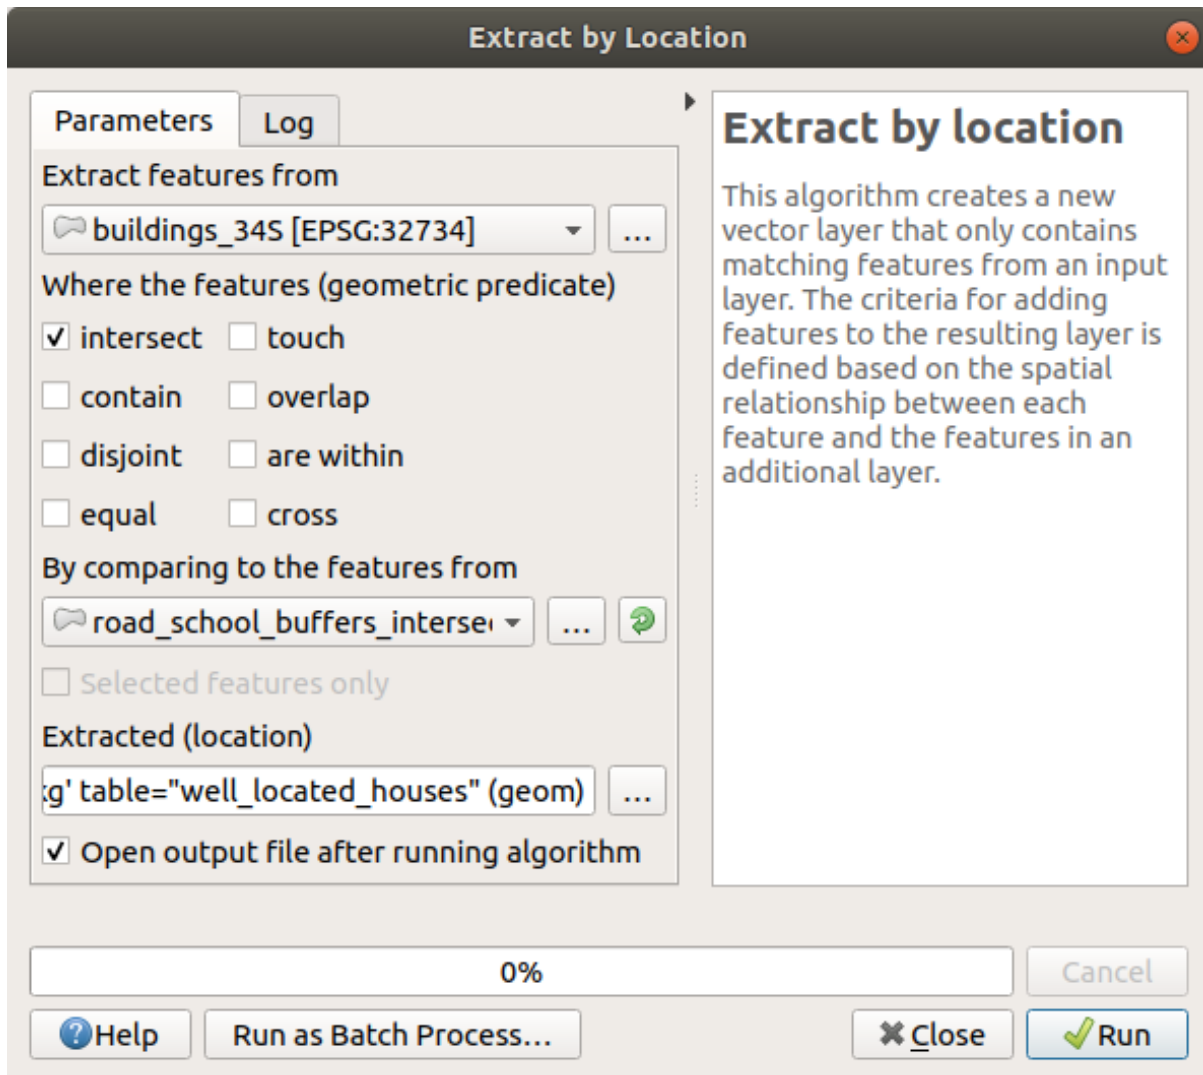 Extract by Location
Parameters
Log
Extract features from
buildings_34S [EPSG:32734]
...
Where the features (geometric predicate)
intersect
touch
contain
overlap
disjoint
are within
equal
cross
By comparing to the features from
road_school_buffers_interse
...
Selected features only
Extracted (location)
kg' table="well_located_houses" (geom)
...
Open output file after running algorithm
Extract by location
This algorithm creates a new
vector layer that only contains
matching features from an input
layer. The criteria for adding
features to the resulting layer is
defined based on the spatial
relationship between each
feature and the features in an
additional layer.
0%
Cancel
Help
Run as Batch Process...
Close
Run